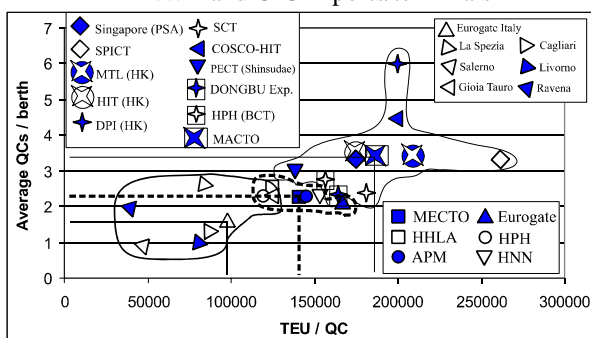 Singapore (PSA)
SPICT
MTL (HK)
HIT (HK)
DPI (HK)
SCT
COSCO-HIT
PECT (Shinsudae)
DONGBU Exp.
HPH (BCT)
MACTO
Eurogate Italy
La Spezia
Salerno
Gioia Tauro
Cagliari
Livorno
Ravena
MECTO
HHLA
APM
Eurogate
HPH
HNN
Average QCs / berth
7
6
5
4
3
2
1
0
0
50000
100000
150000
200000
250000
300000
TEU / QC